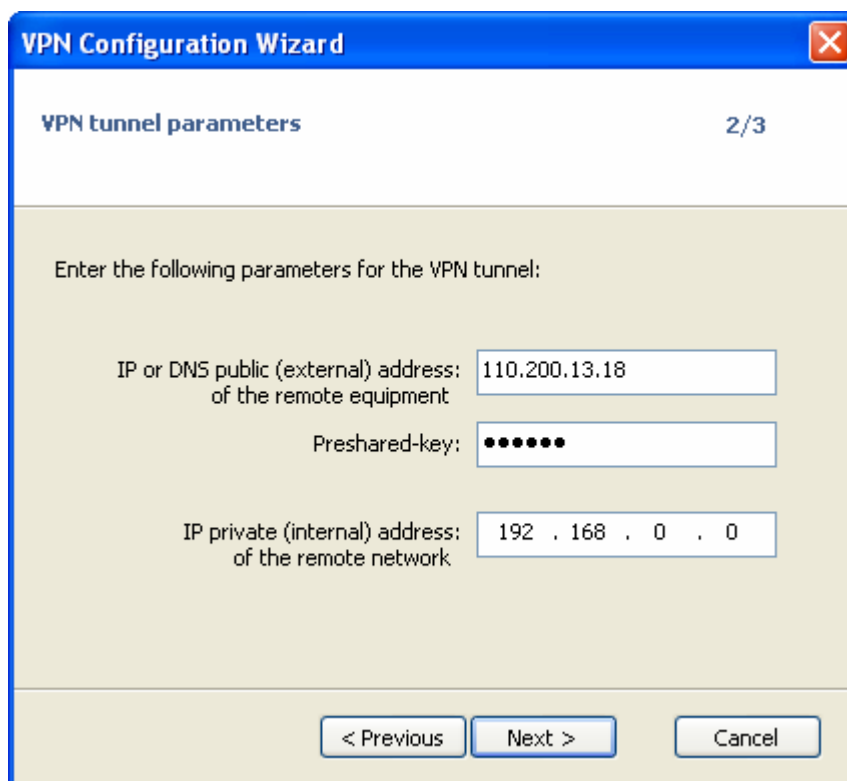 VPN Configuration Wizard
VPN tunnel parameters 2/3
Enter the following parameters for the VPN tunnel:
IP or DNS public (external) address: 110.200.13.18
of the remote equipment
Preshared-key: ●●●●●●
IP private (internal) address: 192 . 168 . 0 . 0
of the remote network
< Previous Next > Cancel